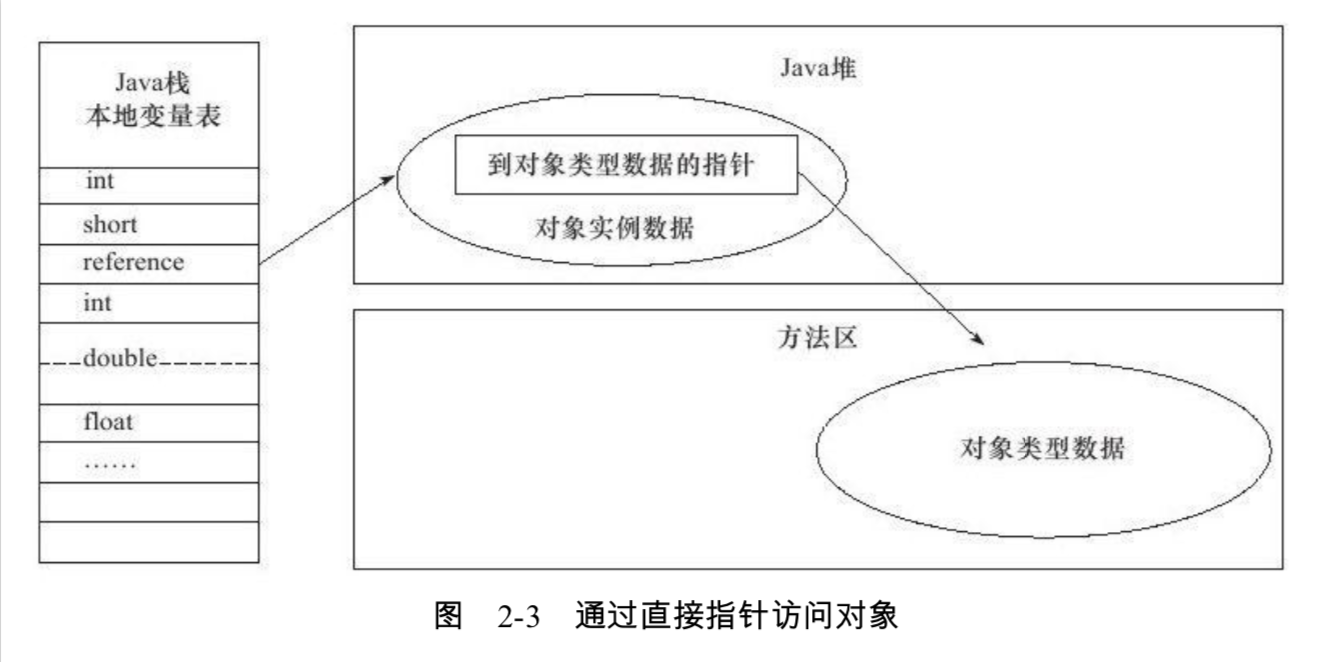 Java栈
本地变量表
int
short
reference
int
double
float
……
Java堆
到对象类型数据的指针
对象实例数据
方法区
对象类型数据
图 2-3 通过直接指针访问对象